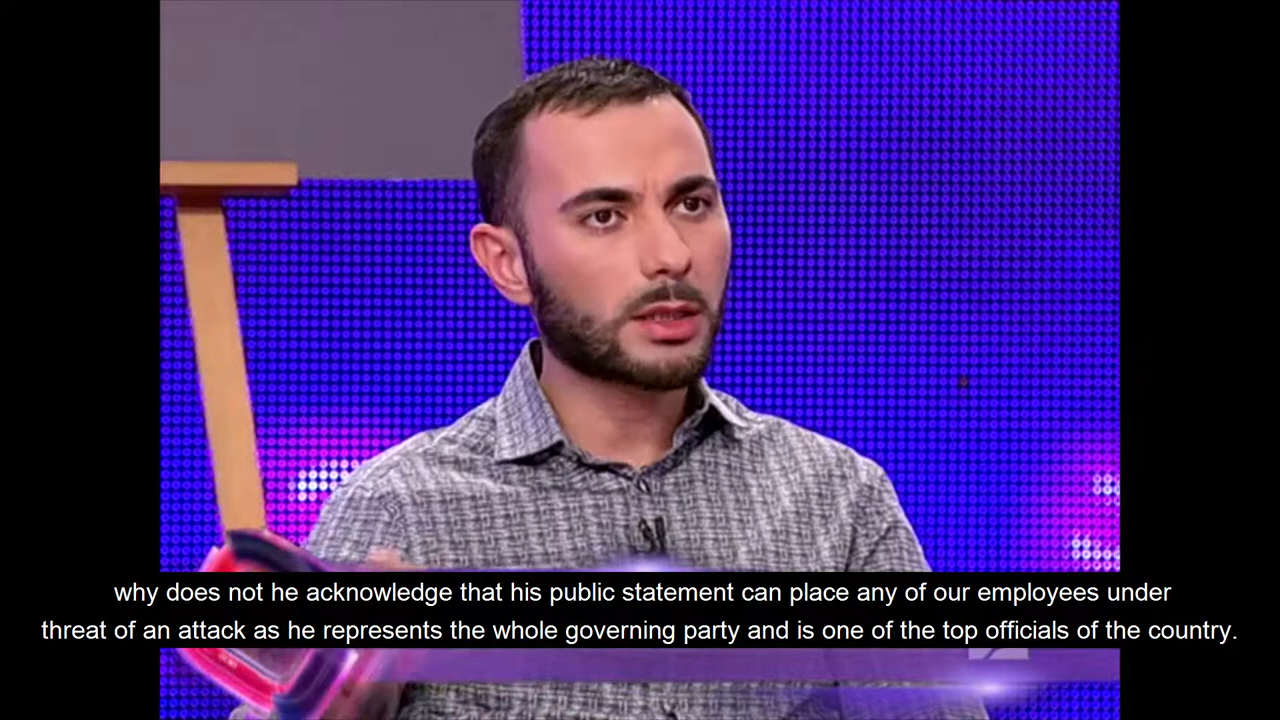 why does not he acknowledge that his public statement can place any of our employees under
threat of an attack as he represents the whole governing party and is one of the top officials of the country.